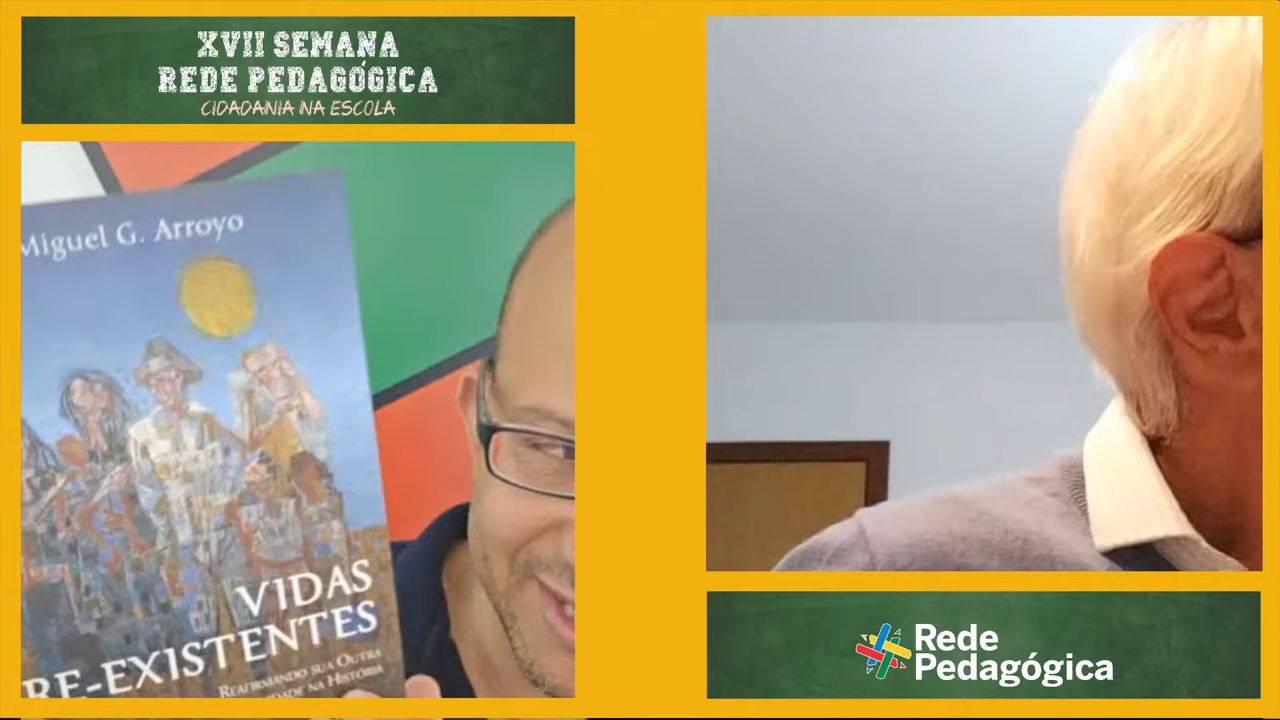 XVII SEMANA
REDE PEDAGÓGICA
CIDADANIA NA ESCOLA
Miguel G. Arroyo
VIDAS
RE-EXISTENTES
REAFIRMANDO SUA OUTRA
NA HISTÓRIA
Rede
Pedagógica